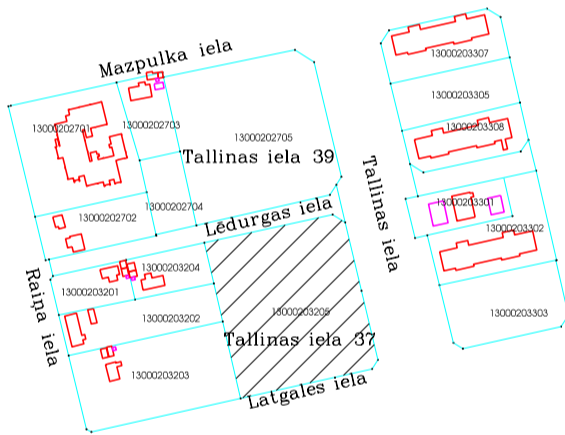 Mazpulka iela
13000203307
13000203305
13000202701
13000202703
13000203308
13000202705
Tallinas iela 39
Tallinas iela
13000203301
13000202704
13000202702
Lēdurgas iela
13000203302
Raiņa iela
13000203204
13000203201
13000203202
13000203205
13000203303
Tallinas iela 37
13000203203
Latgales iela